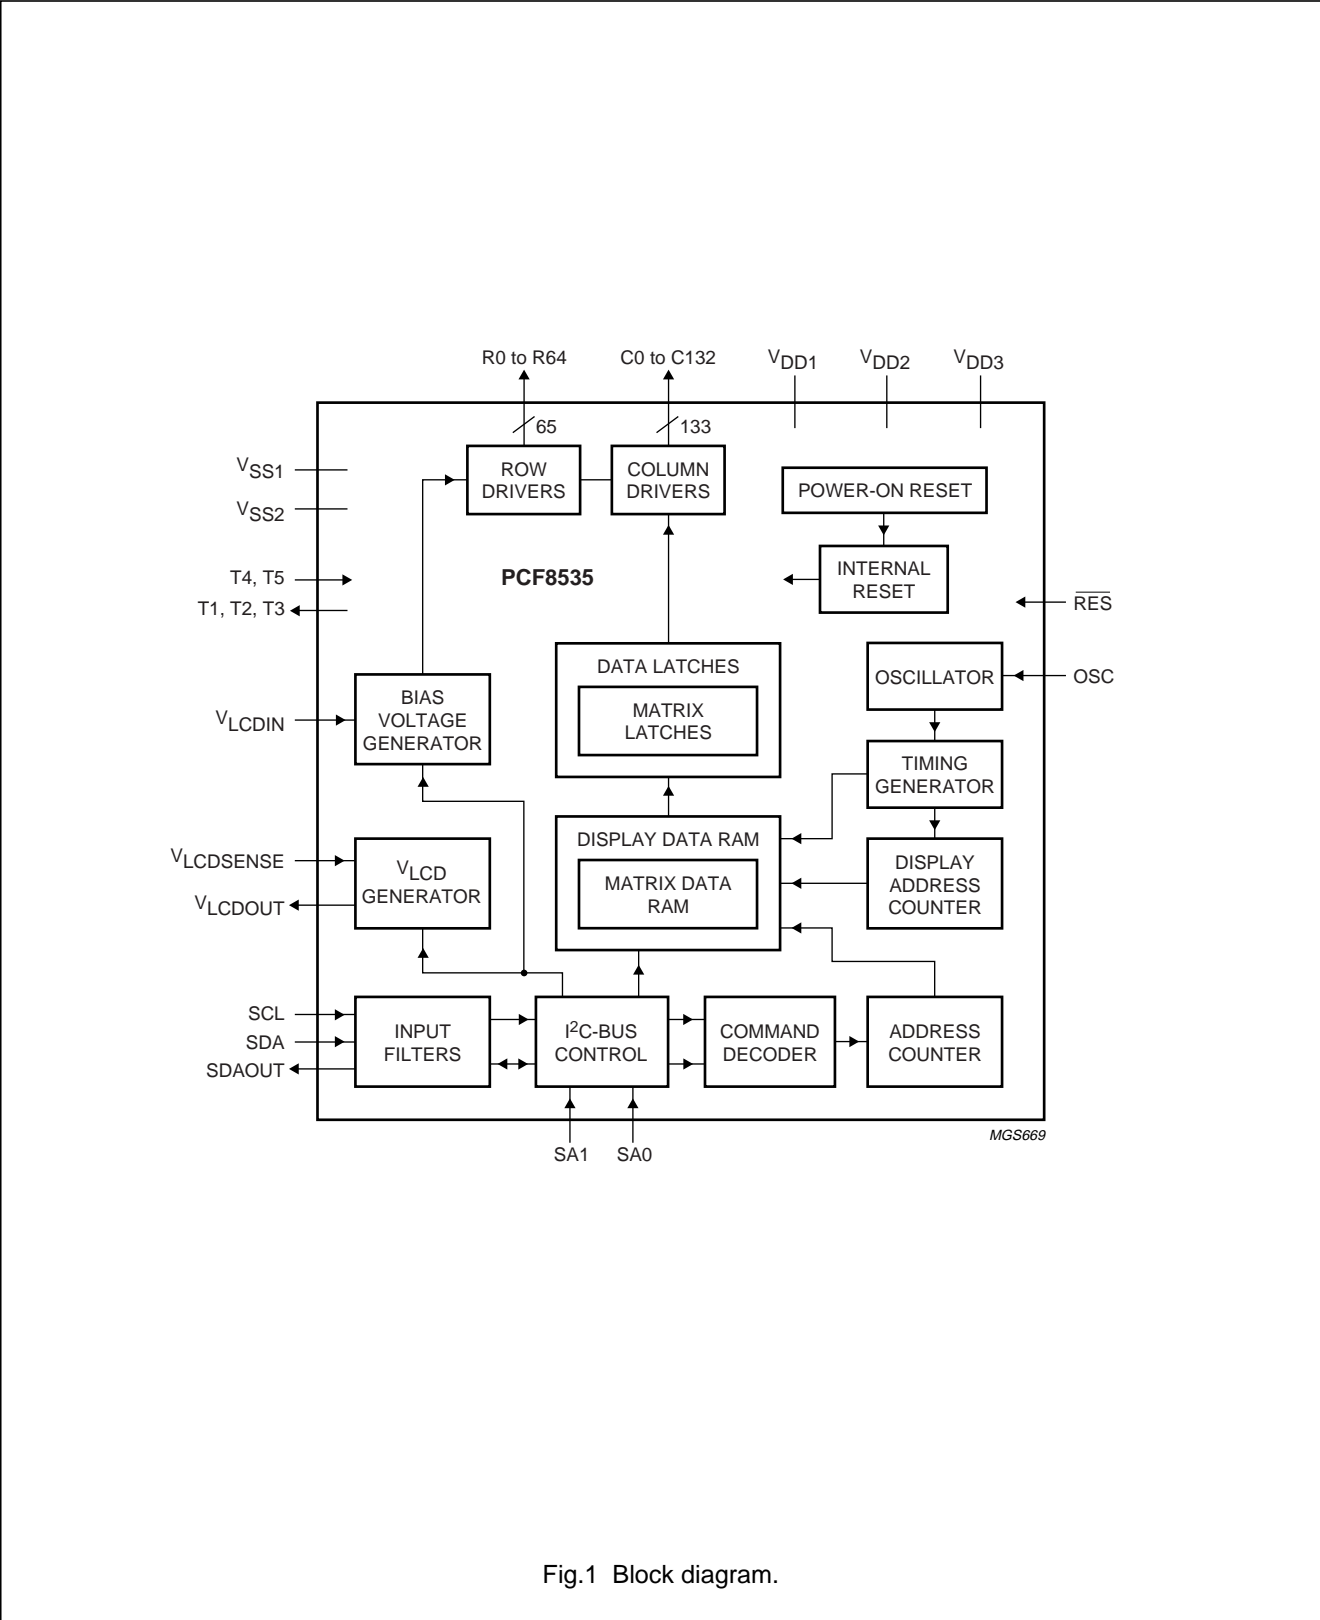 R0 to R64
C0 to C132
VDD1
VDD2
VDD3
65
133
VSS1
VSS2
ROW
DRIVERS
COLUMN
DRIVERS
POWER-ON RESET
T4, T5
T1, T2, T3
PCF8535
INTERNAL
RESET
RES
DATA LATCHES
MATRIX
LATCHES
OSCILLATOR
OSC
VLCDIN
BIAS
VOLTAGE
GENERATOR
TIMING
GENERATOR
VLCDSENSE
VLCDOUT
VLCD
GENERATOR
DISPLAY DATA RAM
MATRIX DATA
RAM
DISPLAY
ADDRESS
COUNTER
SCL
SDA
SDAOUT
INPUT
FILTERS
I2C-BUS
CONTROL
COMMAND
DECODER
ADDRESS
COUNTER
MGS669
SA1
SA0
Fig.1 Block diagram.